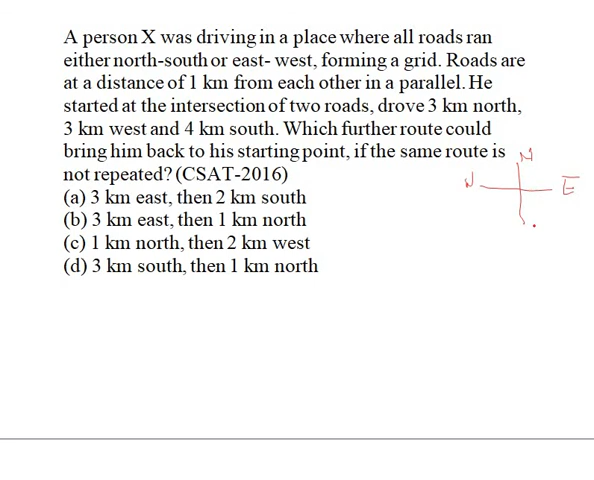 A person X was driving in a place where all roads ran
either north-south or east- west, forming a grid. Roads are
at a distance of 1 km from each other in a parallel. He
started at the intersection of two roads, drove 3 km north,
3 km west and 4 km south. Which further route could
bring him back to his starting point, if the same route is
not repeated? (CSAT-2016)
(a) 3 km east, then 2 km south
(b) 3 km east, then 1 km north
(c) 1 km north, then 2 km west
(d) 3 km south, then 1 km north
N
E